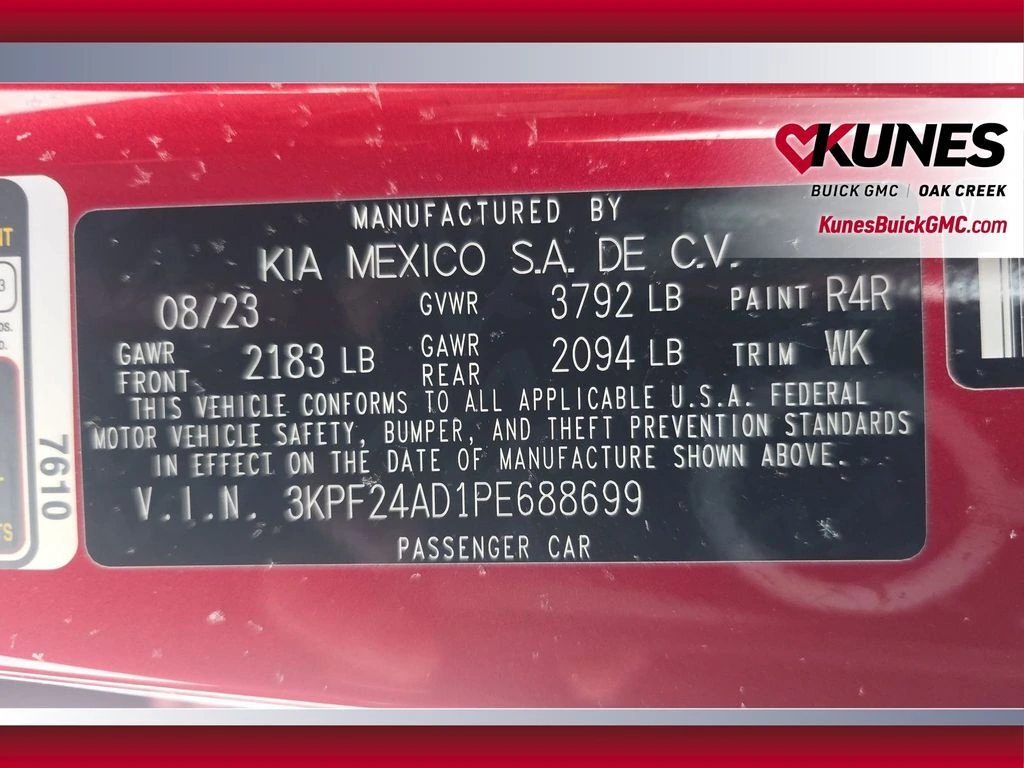 KUNES
BUICK GMC | OAK CREEK
KunesBuickGMC.com
MANUFACTURED BY
KIA MEXICO S.A. DE C.V.
08/23 GVWR 3792 LB PAINT R4R
GAWR FRONT 2183 LB GAWR REAR 2094 LB TRIM WK
THIS VEHICLE CONFORMS TO ALL APPLICABLE U.S.A. FEDERAL
MOTOR VEHICLE SAFETY, BUMPER, AND THEFT PREVENTION STANDARDS
IN EFFECT ON THE DATE OF MANUFACTURE SHOWN ABOVE.
V.I.N. 3KPF24AD1PE688699
PASSENGER CAR
7610